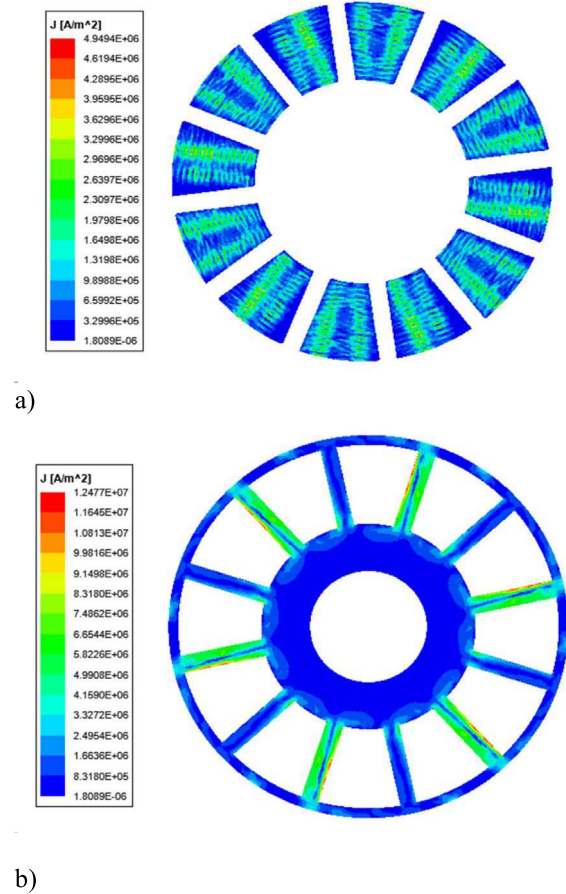 J [A/m^2]
4.9494E+06
4.6194E+06
4.2895E+06
3.9595E+06
3.6296E+06
3.2996E+06
2.9696E+06
2.6397E+06
2.3097E+06
1.9798E+06
1.6498E+06
1.3198E+06
9.8988E+05
6.5992E+05
3.2996E+05
1.8089E-06
a)
J [A/m^2]
1.2477E+07
1.1645E+07
1.0813E+07
9.9816E+06
9.1498E+06
8.3180E+06
7.4862E+06
6.6544E+06
5.8226E+06
4.9908E+06
4.1590E+06
3.3272E+06
2.4954E+06
1.6636E+06
8.3180E+05
1.8089E-06
b)